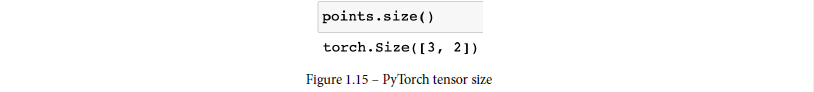 points.size()
torch.Size([3, 2])
Figure 1.15 – PyTorch tensor size